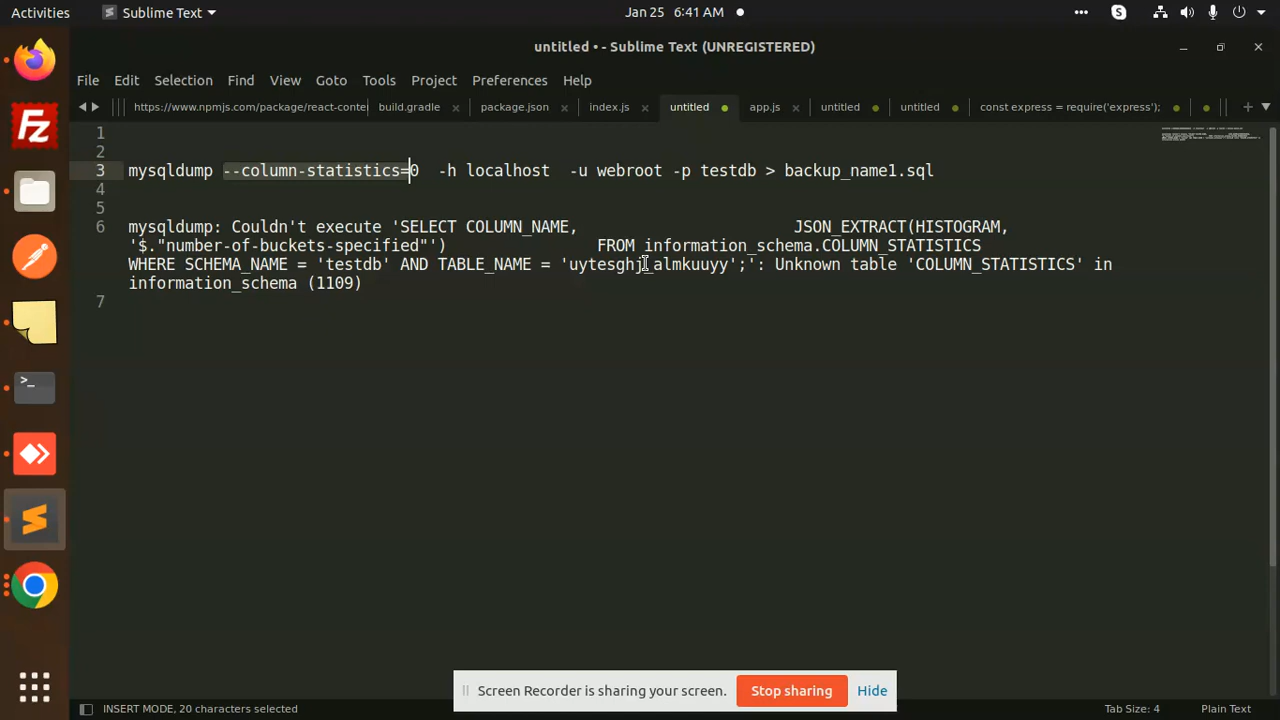 Activities Sublime Text Jan 25 6:41 AM
untitled • - Sublime Text (UNREGISTERED)
File Edit Selection Find View Goto Tools Project Preferences Help
https://www.npmjs.com/package/react-conte build.gradle package.json index.js untitled app.js untitled untitled const express = require('express');
1
2
3 mysqldump --column-statistics=0  -h localhost  -u webroot -p testdb > backup_name1.sql
4
5
6 mysqldump: Couldn't execute 'SELECT COLUMN_NAME,                       JSON_EXTRACT(HISTOGRAM,
'$."number-of-buckets-specified"')                FROM information_schema.COLUMN_STATISTICS
WHERE SCHEMA_NAME = 'testdb' AND TABLE_NAME = 'uytesghj_almkuuyy';': Unknown table 'COLUMN_STATISTICS' in
information_schema (1109)
7
Screen Recorder is sharing your screen. Stop sharing Hide
INSERT MODE, 20 characters selected Tab Size: 4 Plain Text